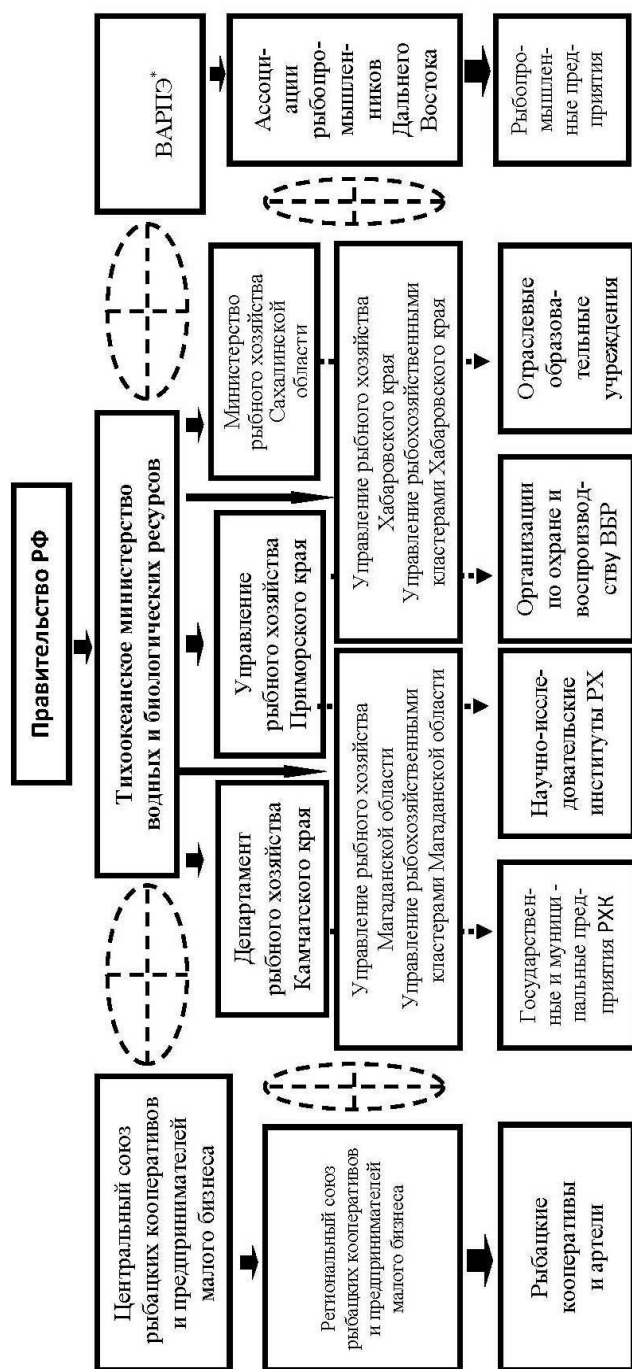 Правительство РФ
Центральный союз
рыбацких кооперативов
и предпринимателей
малого бизнеса
Тихоокеанское министерство
водных и биологических ресурсов
ВАРПЭ*
Департамент
рыбного хозяйства
Камчатского края
Управление
рыбного хозяйства
Приморского края
Министерство
рыбного хозяйства
Сахалинской
области
Ассоци-
ации
рыбопро-
мышлен-
ников
Дальнего
Востока
Региональный союз
рыбацких кооперативов
и предпринимателей
малого бизнеса
Управление рыбного хозяйства
Магаданской области
Управление рыбохозяйственными
кластерами Магаданской области
Управление рыбного хозяйства
Хабаровского края
Управление рыбохозяйственными
кластерами Хабаровского края
Рыбацкие
кооперативы
и артели
Государствен-
ные и муници -
пальные пред-
приятия РХК
Научно-иссле-
довательские
институты РХ
Организации
по охране и
воспроизвод-
ству ВБР
Отраслевые
образова-
тельные
учреждения
Рыбопро-
мышлен-
ные пред-
приятия